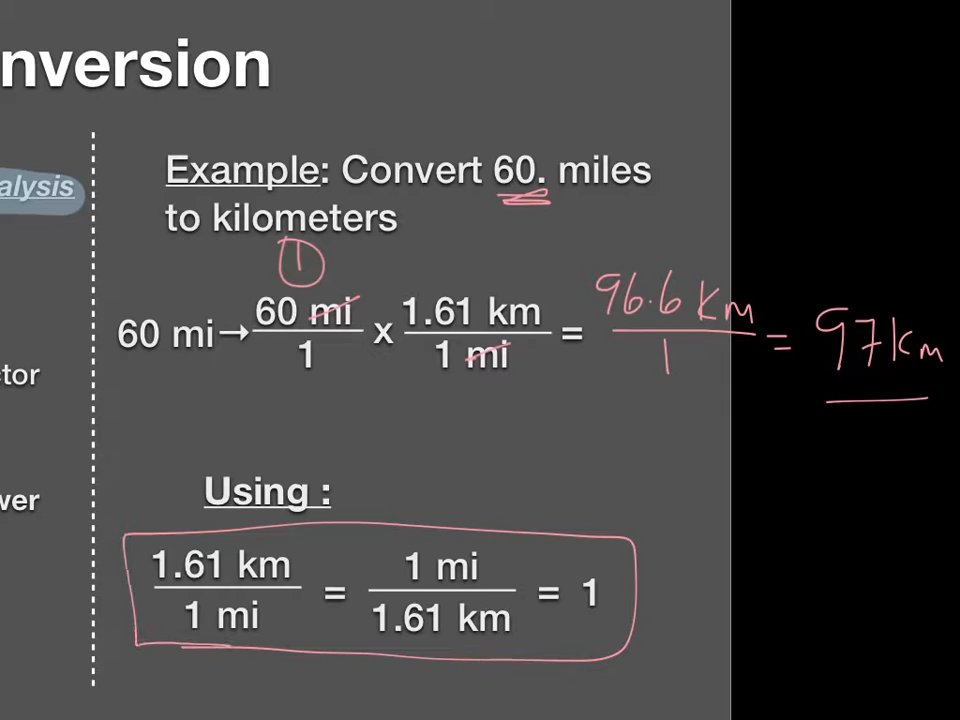 nversion
alysis
ctor
wer
Example: Convert 60. miles
to kilometers
1
60 mi → 60 mi / 1 x 1.61 km / 1 mi = 96.6 km / 1 = 97 km
Using :
1.61 km / 1 mi = 1 mi / 1.61 km = 1